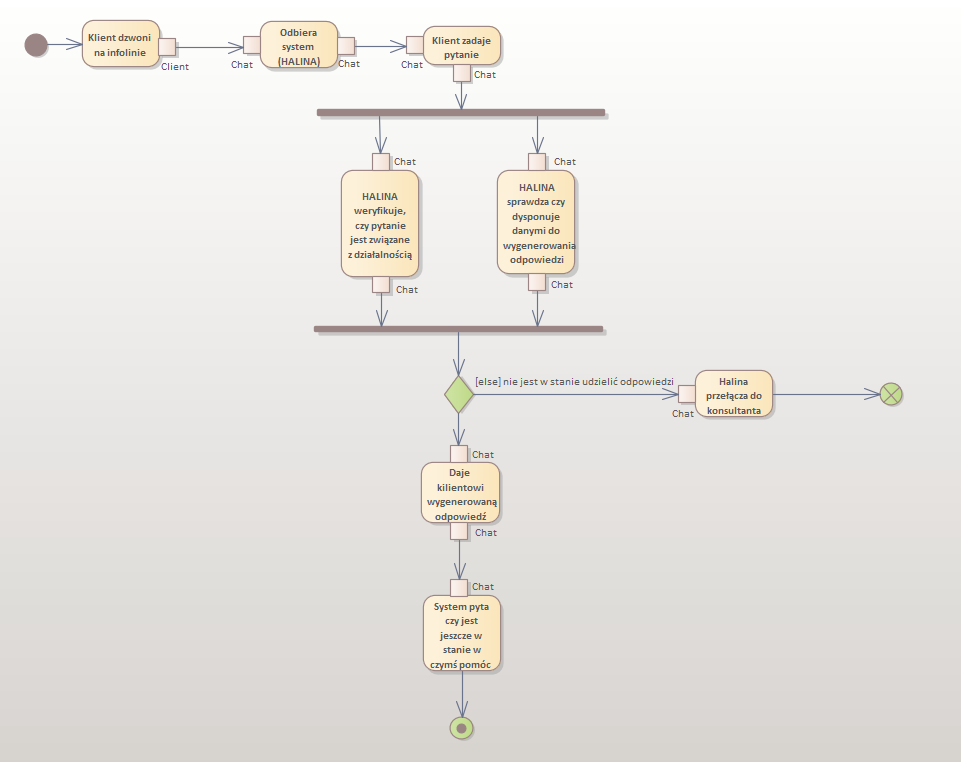 Klient dzwoni
na infolinie
Client
Chat
Odbiera
system
(HALINA)
Chat
Chat
Klient zadaje
pytanie
Chat
Chat
HALINA
weryfikuje,
czy pytanie
jest związane
z działalnością
Chat
Chat
HALINA
sprawdza czy
dysponuje
danymi do
wygenerowania
odpowiedzi
Chat
[else] nie jest w stanie udzielić odpowiedzi
Chat
Halina
przełącza do
konsultanta
Chat
Daje
kilientowi
wygenerowaną
odpowiedź
Chat
Chat
System pyta
czy jest
jeszcze w
stanie w
czymś pomóc